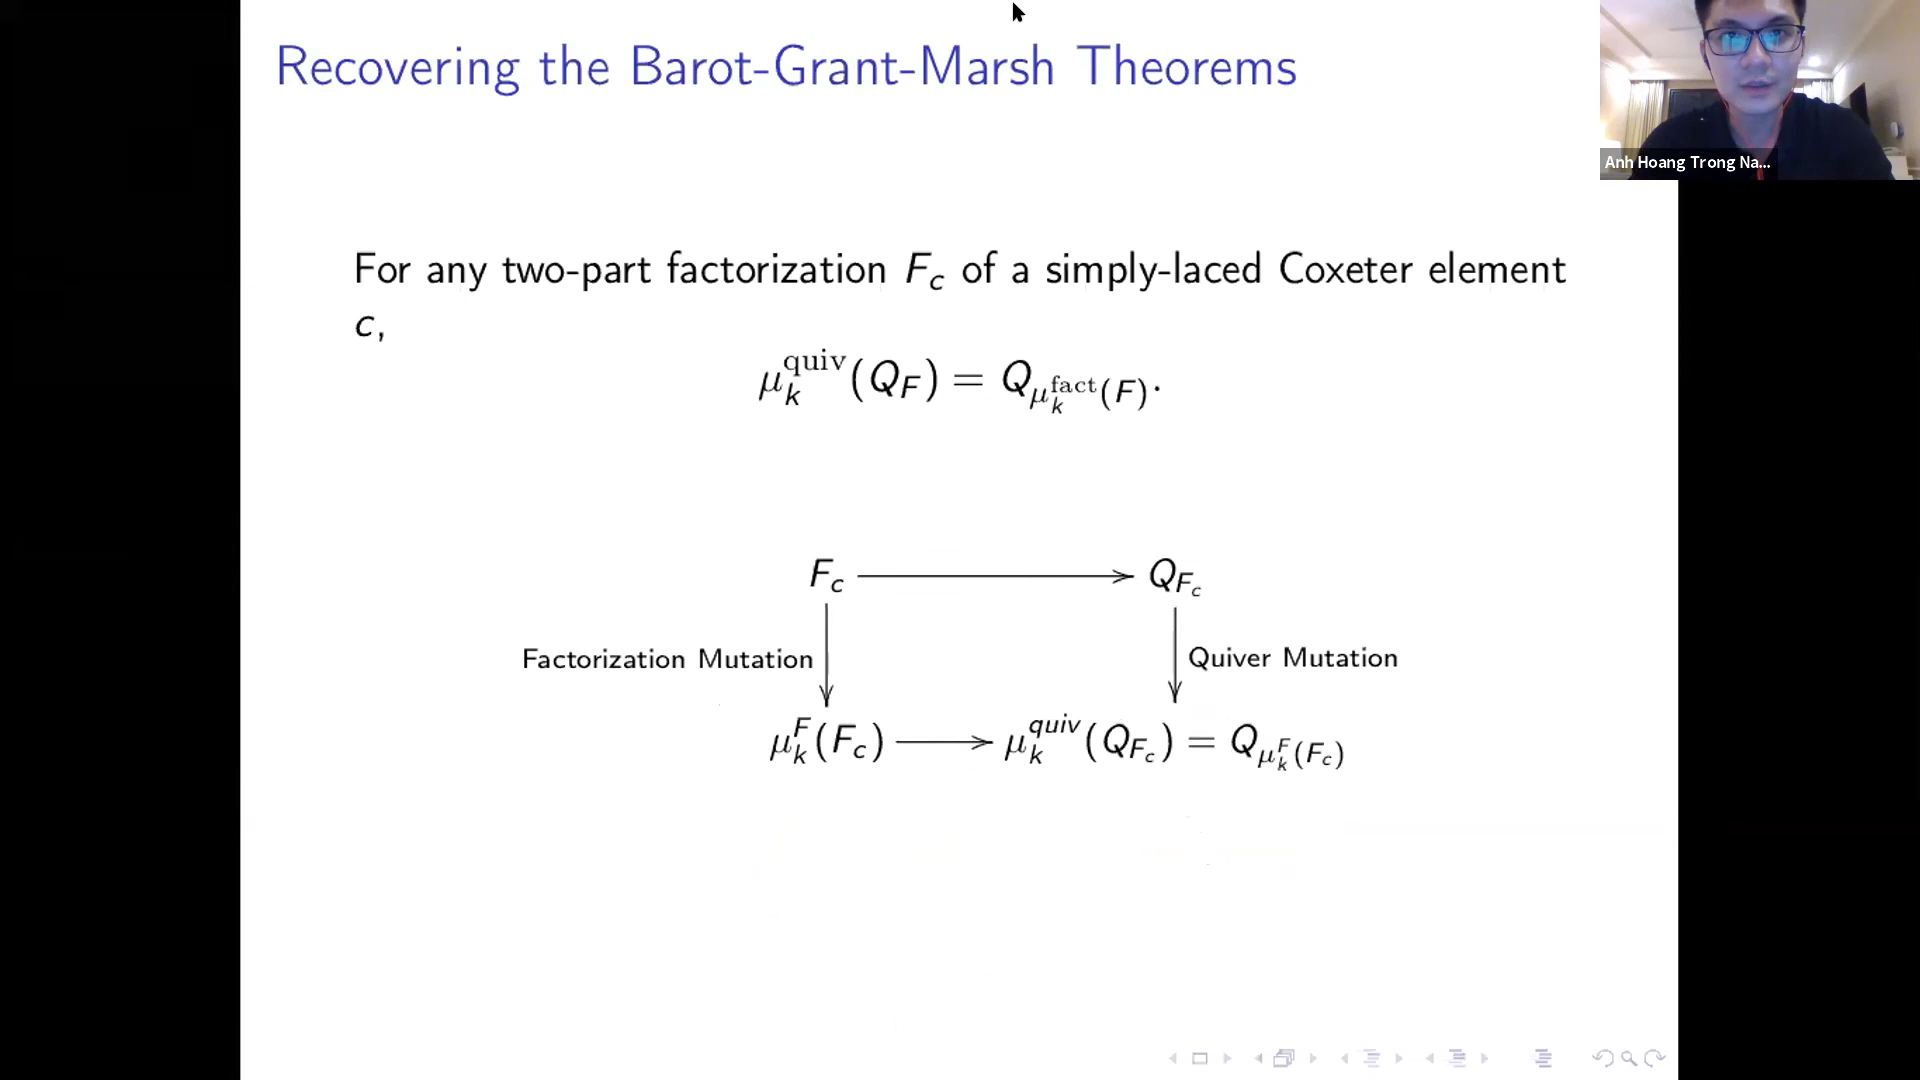 Recovering the Barot-Grant-Marsh Theorems
Anh Hoang Trong Na...
For any two-part factorization F_c of a simply-laced Coxeter element
c,
μ_k^{quiv}(Q_F) = Q_{μ_k^{fact}(F)}.
F_c → Q_{F_c}
Factorization Mutation
Quiver Mutation
μ_k^F(F_c) → μ_k^{quiv}(Q_{F_c}) = Q_{μ_k^F(F_c)}